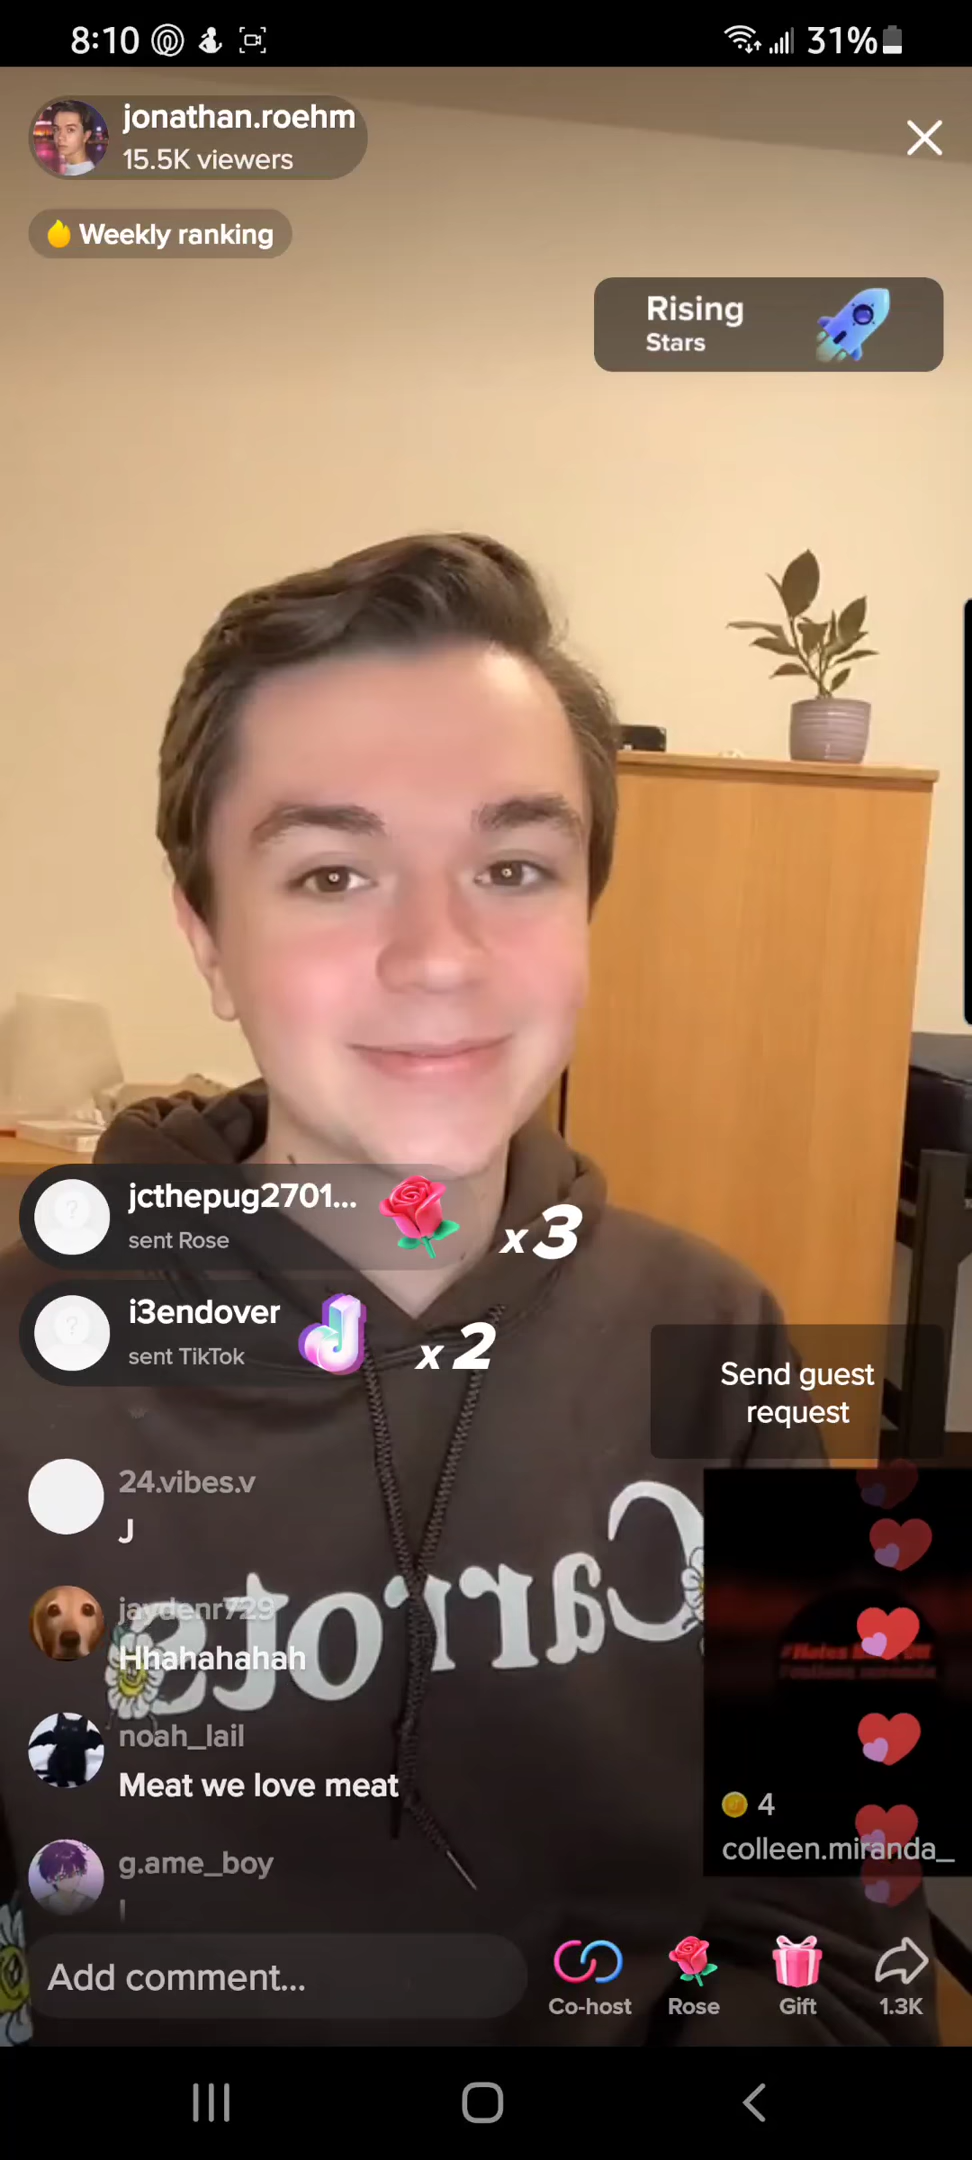 8:10
31%
jonathan.roehm
15.5K viewers
Weekly ranking
Rising
Stars
jcthepug2701...
sent Rose
x3
i3endover
sent TikTok
x2
Send guest
request
24.vibes.v
J
jaydenr729
Hhahahahah
Carrots
noah_lail
Meat we love meat
4
colleen.miranda_
g.ame_boy
Add comment...
Co-host
Rose
Gift
1.3K